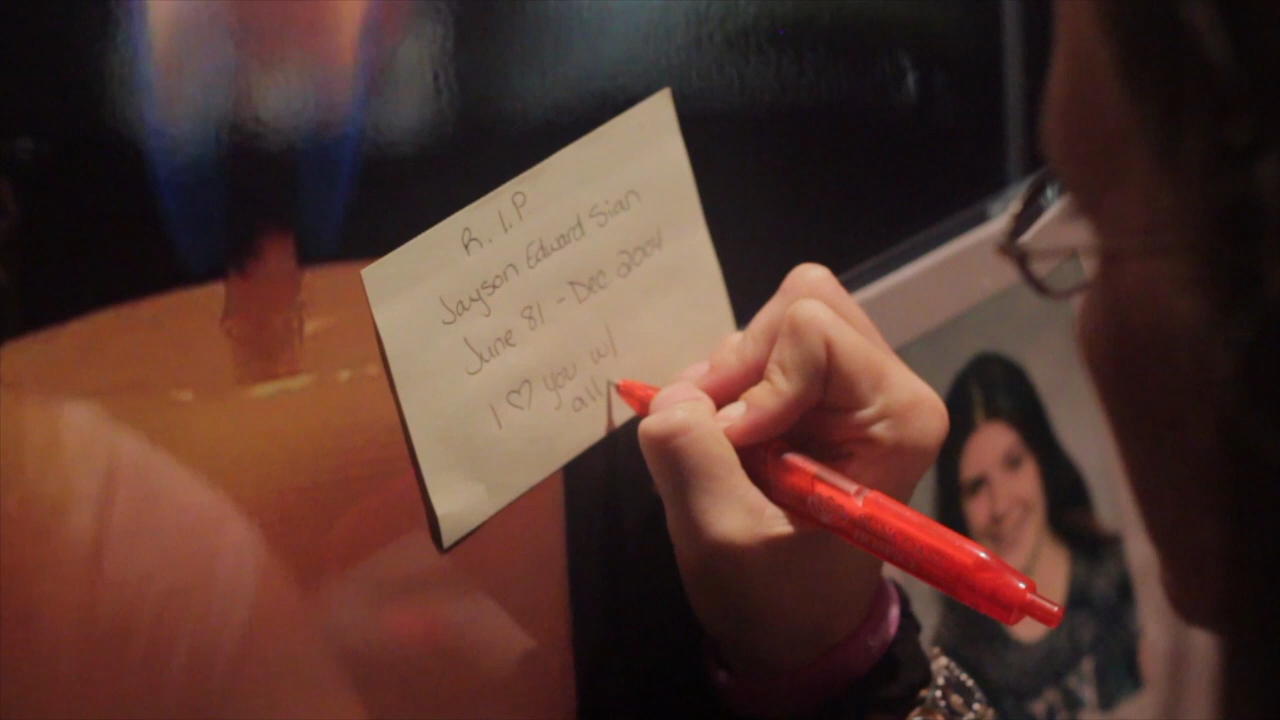 R.I.P
Jayson Edward Sian
June 81 - Dec 2004
I ♡ you w/
all